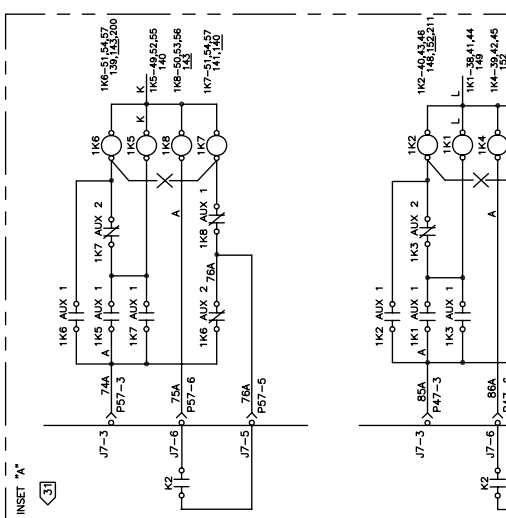 1K6-51,54,57
139,143,200
1K5-49,52,55
140
1K8-50,53,56
143
1K7-51,54,57
141,140
1K2-40,43,46
148,152,211
1K1-38,41,44
149
1K4-39,42,45
152
K
K
L
L
1K6
1K5
1K8
1K7
1K2
1K1
1K4
1K7 AUX 2
A
1K8 AUX 1
76A
1K3 AUX 2
A
1K6 AUX 1
1K5 AUX 1
1K7 AUX 1
1K6 AUX 2
1K2 AUX 1
1K1 AUX 1
1K3 AUX 1
A
74A
P57-3
75A
P57-6
76A
P57-5
A
85A
P47-3
86A
J7-3
J7-6
J7-5
J7-3
J7-6
K2
K2
INSET "A"
31